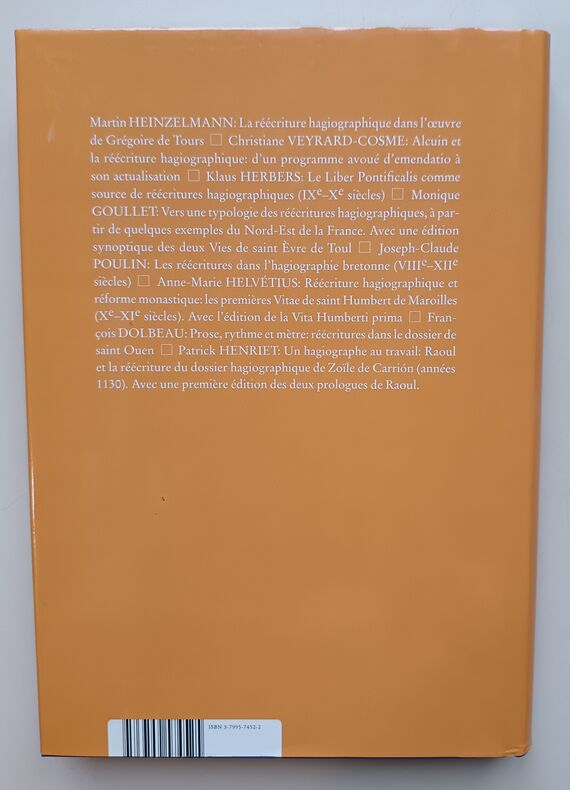 Martin HEINZELMANN: La réécriture hagiographique dans l'œuvre
de Grégoire de Tours □ Christiane VEYRARD-COSME: Alcuin et
la réécriture hagiographique: d'un programme avoué d'emendatio à
son actualisation □ Klaus HERBERS: Le Liber Pontificalis comme
source de réécritures hagiographiques (IXe–Xe siècles) □ Monique
GOULLET: Vers une typologie des réécritures hagiographiques, à par-
tir de quelques exemples du Nord-Est de la France. Avec une édition
synoptique des deux Vies de saint Èvre de Toul □ Joseph-Claude
POULIN: Les réécritures dans l'hagiographie bretonne (VIIIe–XIIe
siècles) □ Anne-Marie HELVÉTIUS: Réécriture hagiographique et
réforme monastique: les premières Vitae de saint Humbert de Maroilles
(Xe–XIe siècles). Avec l'édition de la Vita Humberti prima □ Fran-
çois DOLBEAU: Prose, rythme et mètre: réécritures dans le dossier de
saint Ouen □ Patrick HENRIET: Un hagiographe au travail: Raoul
et la réécriture du dossier hagiographique de Zoïle de Carrión (années
1130). Avec une première édition des deux prologues de Raoul.
ISBN 3-7995-7452-2